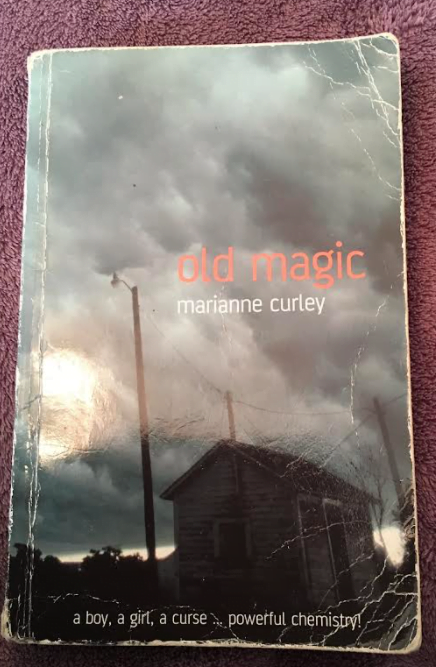 old magic
marianne curley
a boy, a girl, a curse ... powerful chemistry!